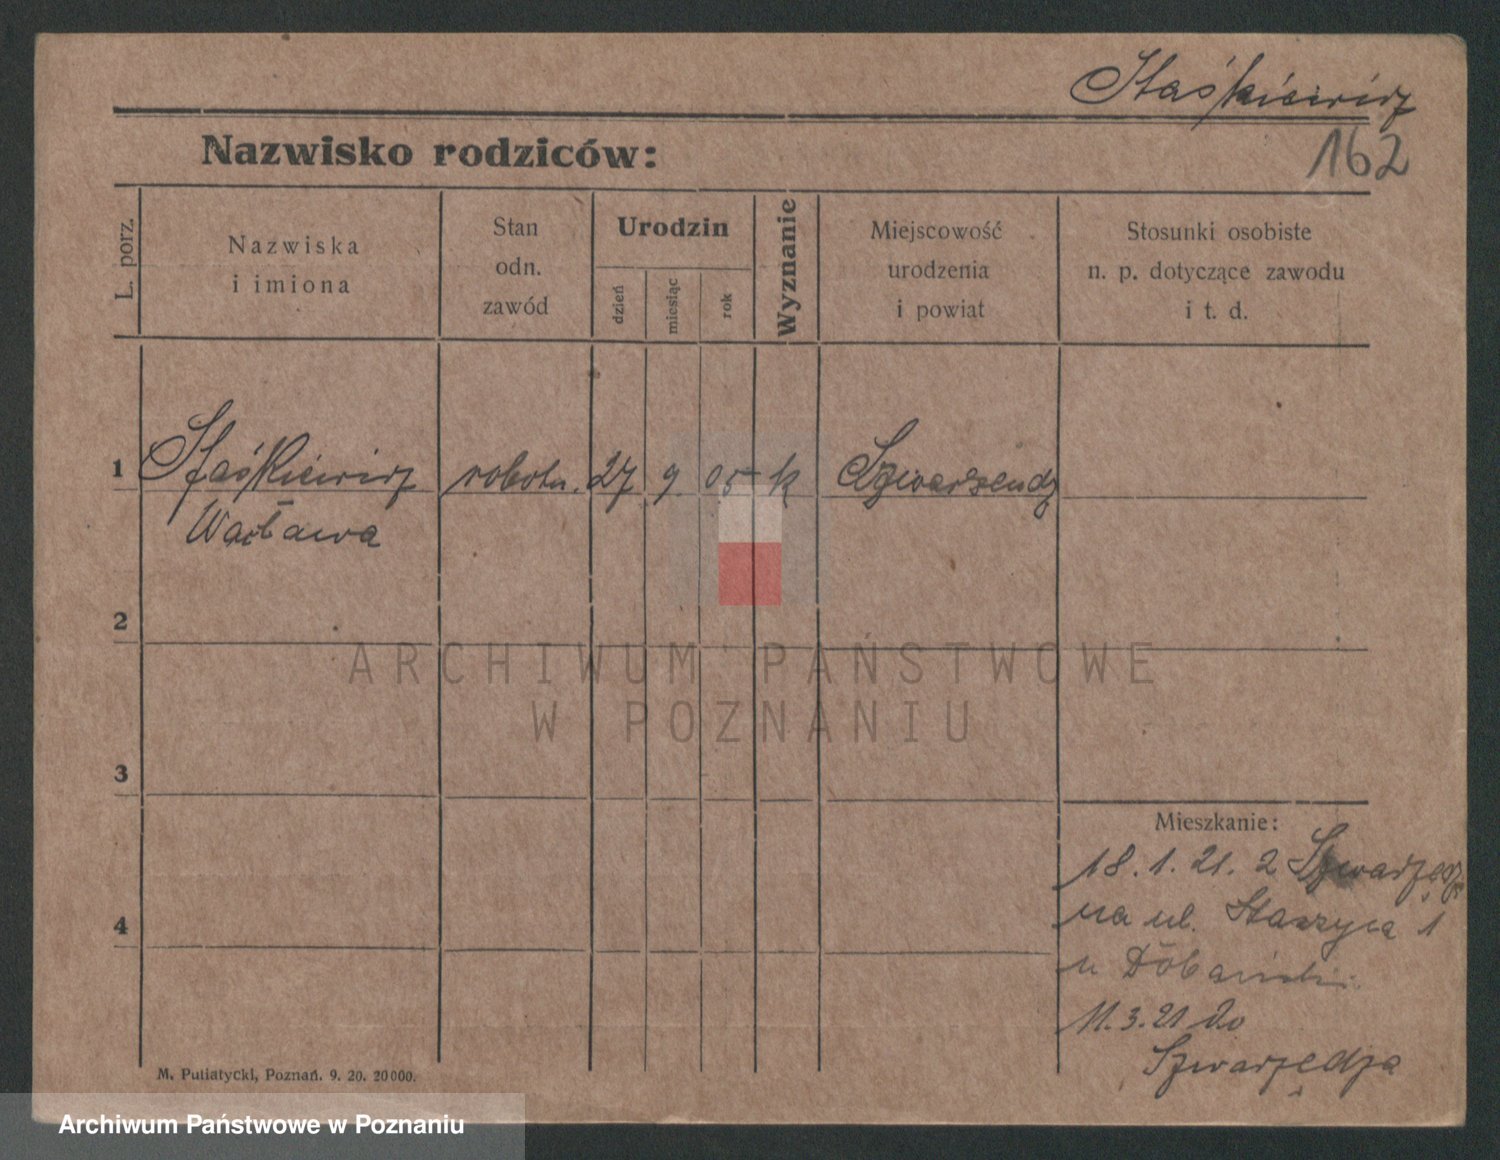 Staśkiewicz
162
Nazwisko rodziców:
L. porz.
Nazwiska
i imiona
Stan
odn.
zawód
Urodzin
dzień
miesiąc
rok
Wyznanie
Miejscowość
urodzenia
i powiat
Stosunki osobiste
n. p. dotyczące zawodu
i t. d.
1 Staśkiewicz robotn. 27 9. 05 k
Wacława
2
3
4
Mieszkanie:
18. 1. 21. z
na ul. Staszyca 1
u
11. 3. 21 do
Szwarzędza
M. Putiatycki, Poznań. 9. 20. 20000.
ARCHIWUM PAŃSTWOWE
W POZNANIU
Archiwum Państwowe w Poznaniu